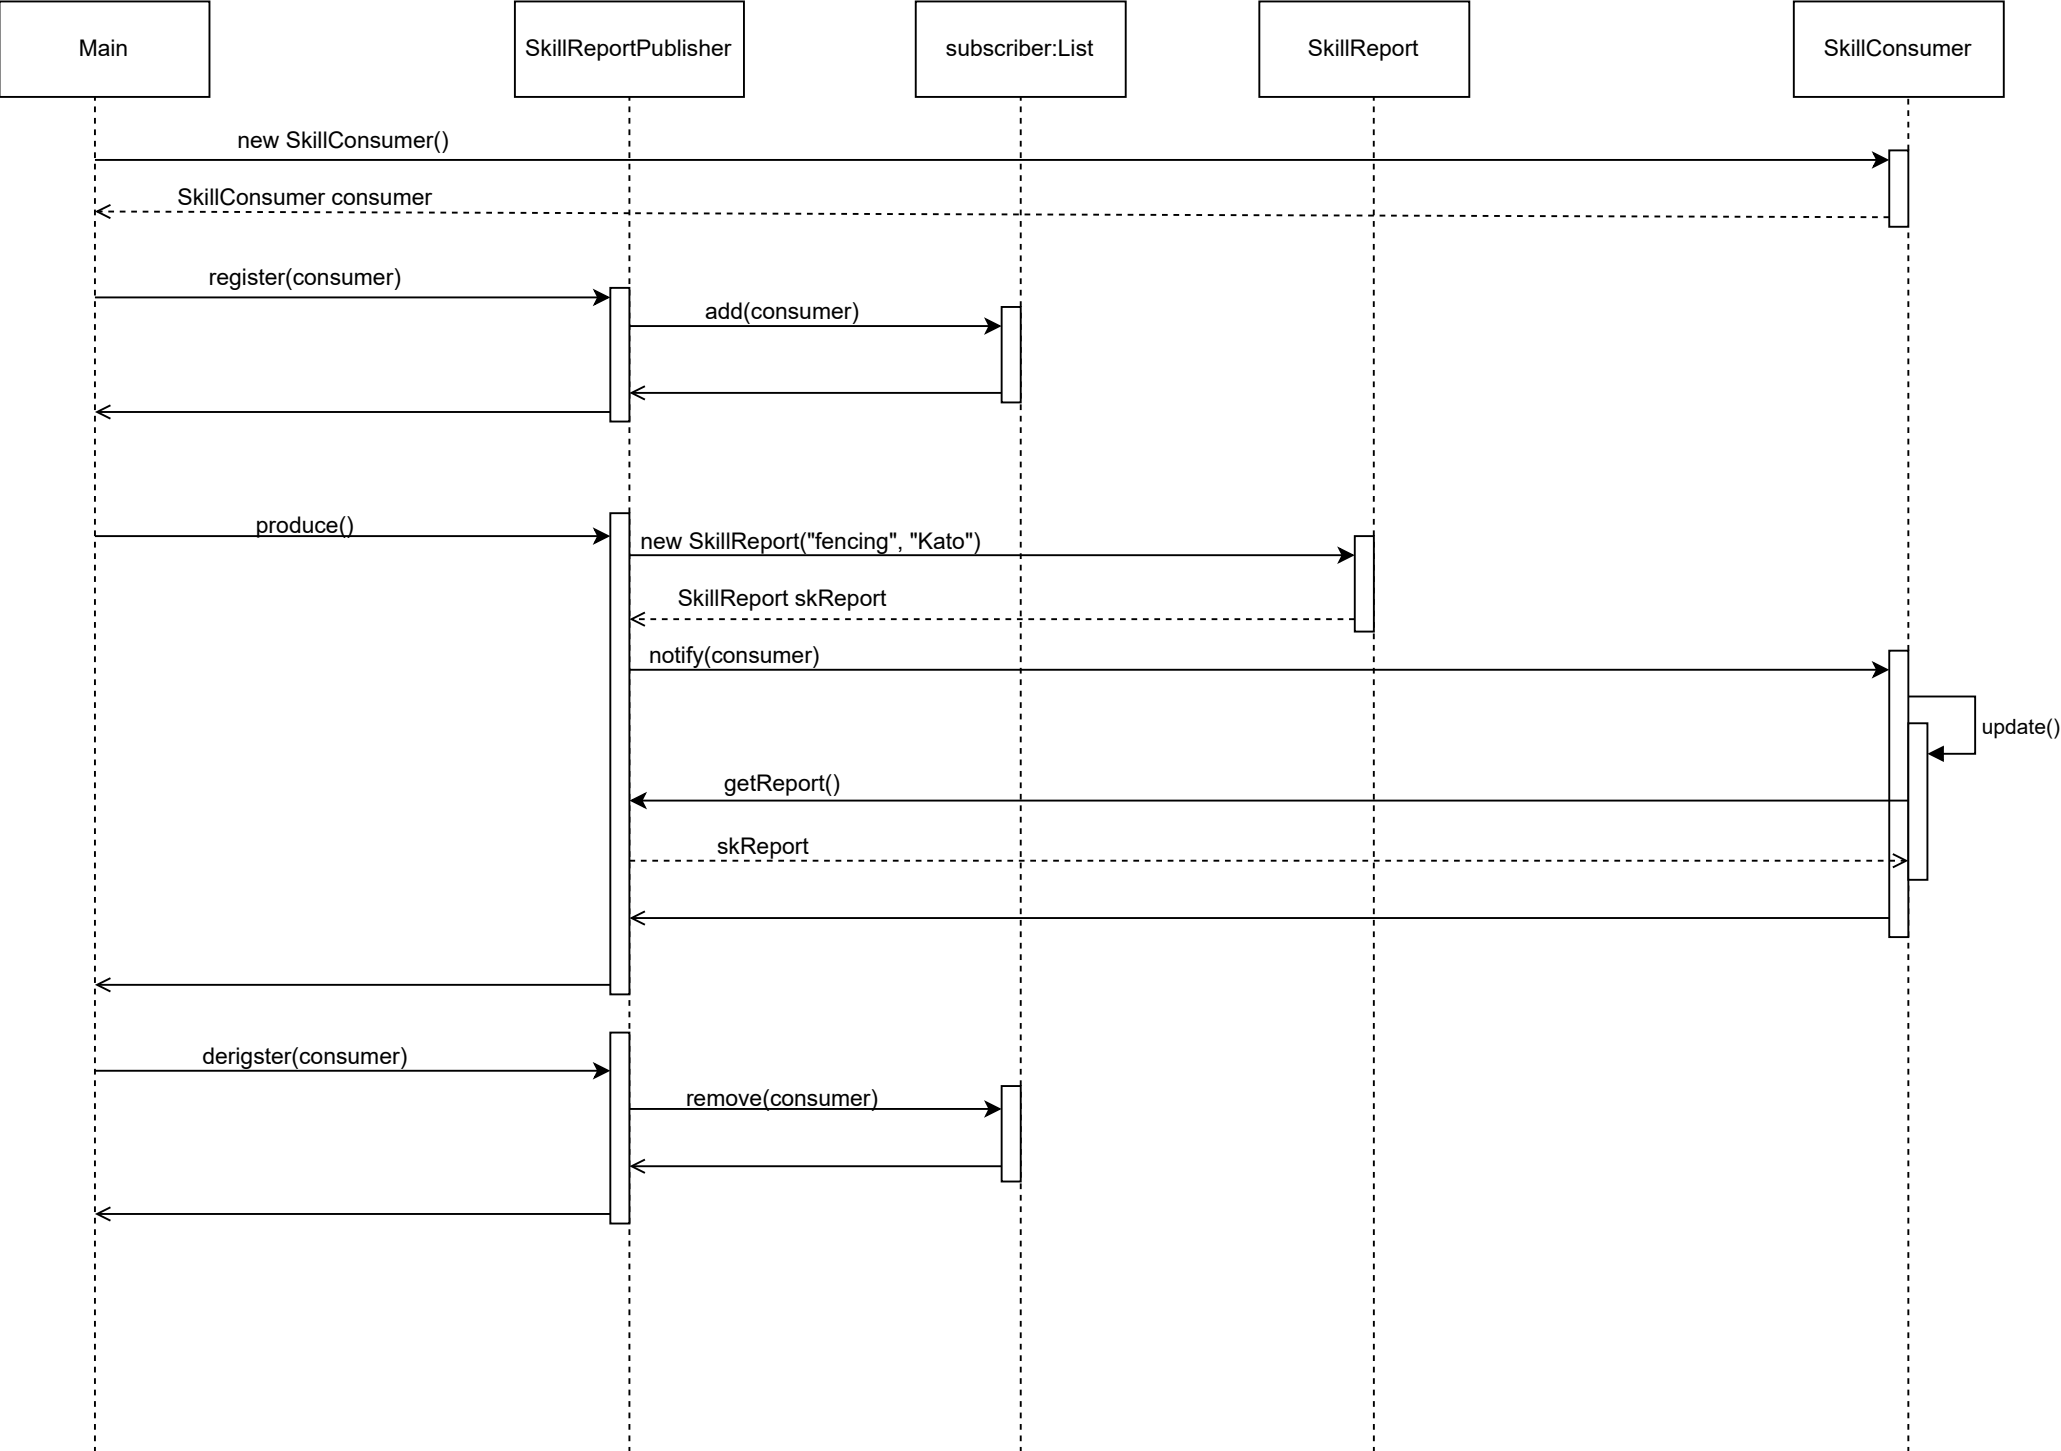 Main
SkillReportPublisher
subscriber:List
SkillReport
SkillConsumer
new SkillConsumer()
SkillConsumer consumer
register(consumer)
add(consumer)
produce()
new SkillReport("fencing", "Kato")
SkillReport skReport
notify(consumer)
update()
getReport()
skReport
derigster(consumer)
remove(consumer)